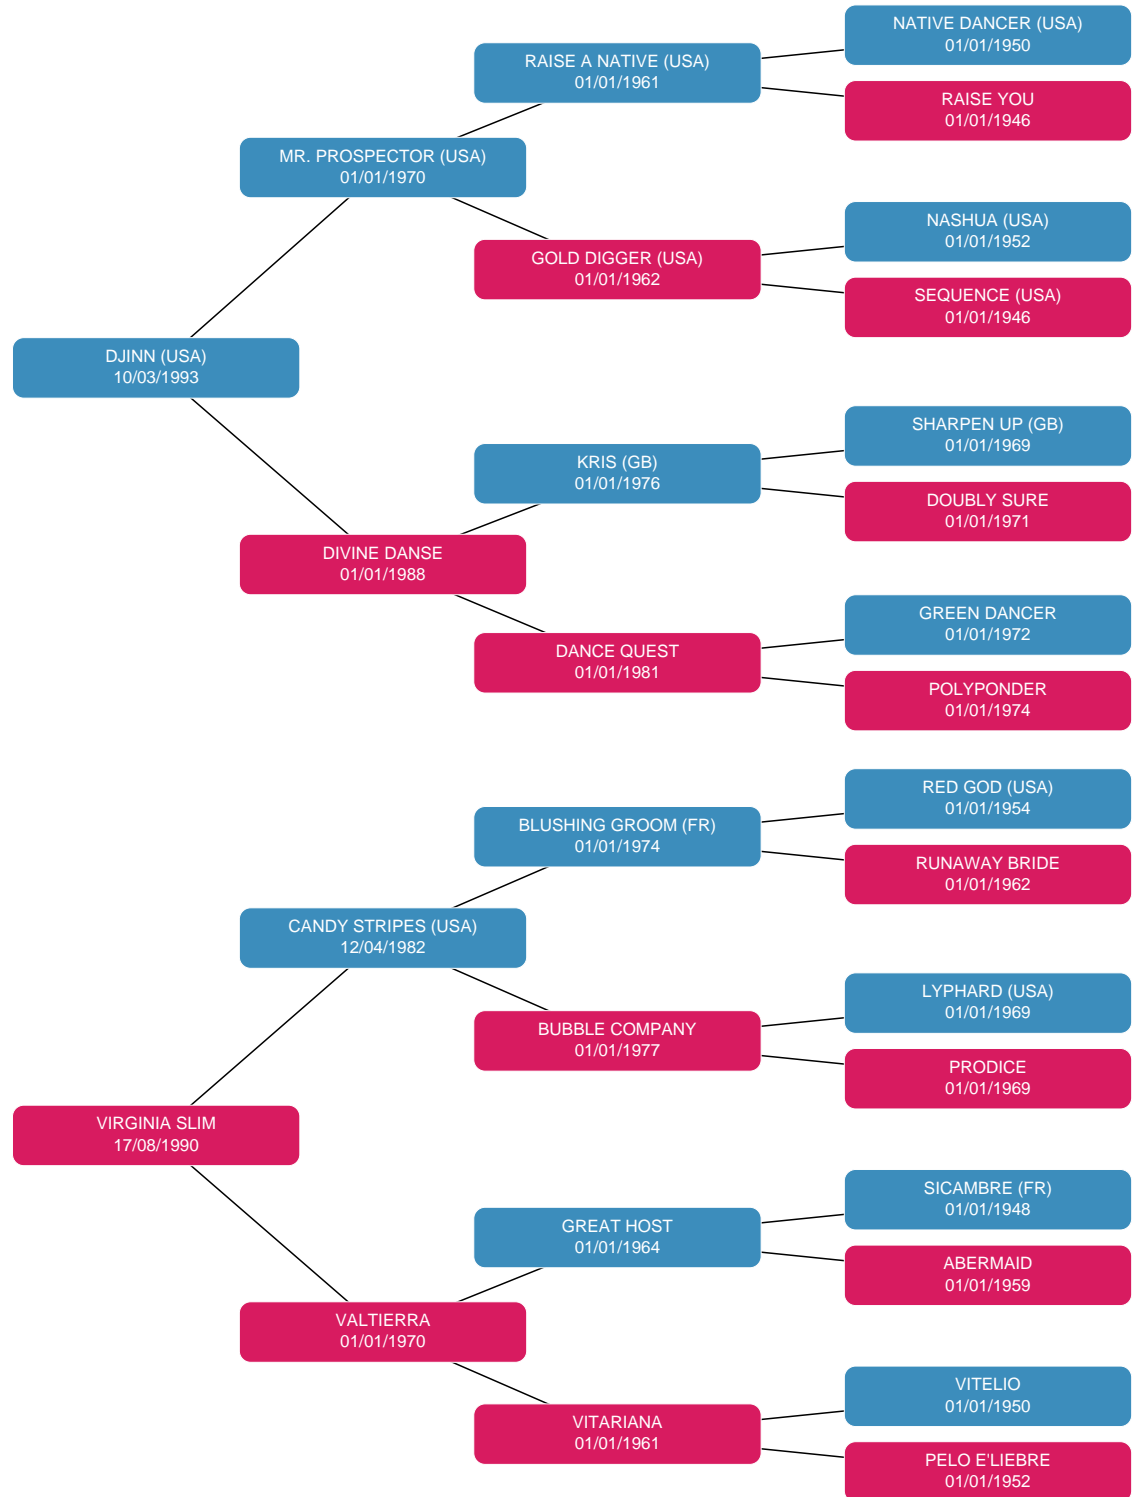 NATIVE DANCER (USA)
01/01/1950
RAISE A NATIVE (USA)
01/01/1961
RAISE YOU
01/01/1946
MR. PROSPECTOR (USA)
01/01/1970
NASHUA (USA)
01/01/1952
GOLD DIGGER (USA)
01/01/1962
SEQUENCE (USA)
01/01/1946
DJINN (USA)
10/03/1993
SHARPEN UP (GB)
01/01/1969
KRIS (GB)
01/01/1976
DOUBLY SURE
01/01/1971
DIVINE DANSE
01/01/1988
GREEN DANCER
01/01/1972
DANCE QUEST
01/01/1981
POLYPONDER
01/01/1974
RED GOD (USA)
01/01/1954
BLUSHING GROOM (FR)
01/01/1974
RUNAWAY BRIDE
01/01/1962
CANDY STRIPES (USA)
12/04/1982
LYPHARD (USA)
01/01/1969
BUBBLE COMPANY
01/01/1977
PRODICE
01/01/1969
VIRGINIA SLIM
17/08/1990
SICAMBRE (FR)
01/01/1948
GREAT HOST
01/01/1964
ABERMAID
01/01/1959
VALTIERRA
01/01/1970
VITELIO
01/01/1950
VITARIANA
01/01/1961
PELO E'LIEBRE
01/01/1952